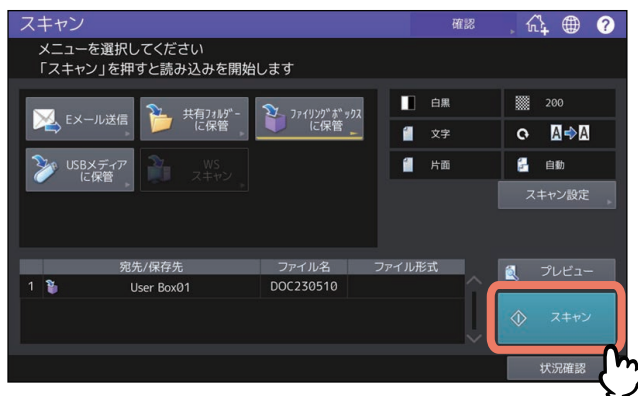 スキャン
確認
メニューを選択してください
「スキャン」を押すと読み込みを開始します
Eメール送信
共有フォルダーに保管
ファイリングボックスに保管
USBメディアに保管
WS
スキャン
白黒
200
文字
A A
片面
自動
スキャン設定
宛先/保存先 ファイル名 ファイル形式
1 User Box01 DOC230510
プレビュー
スキャン
状況確認